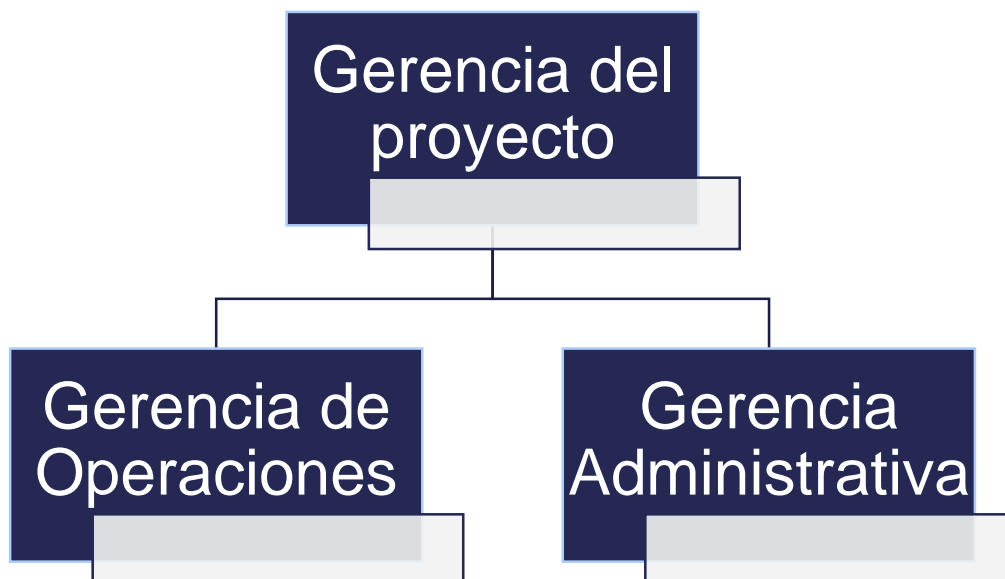 Gerencia del
proyecto
Gerencia de
Operaciones
Gerencia
Administrativa